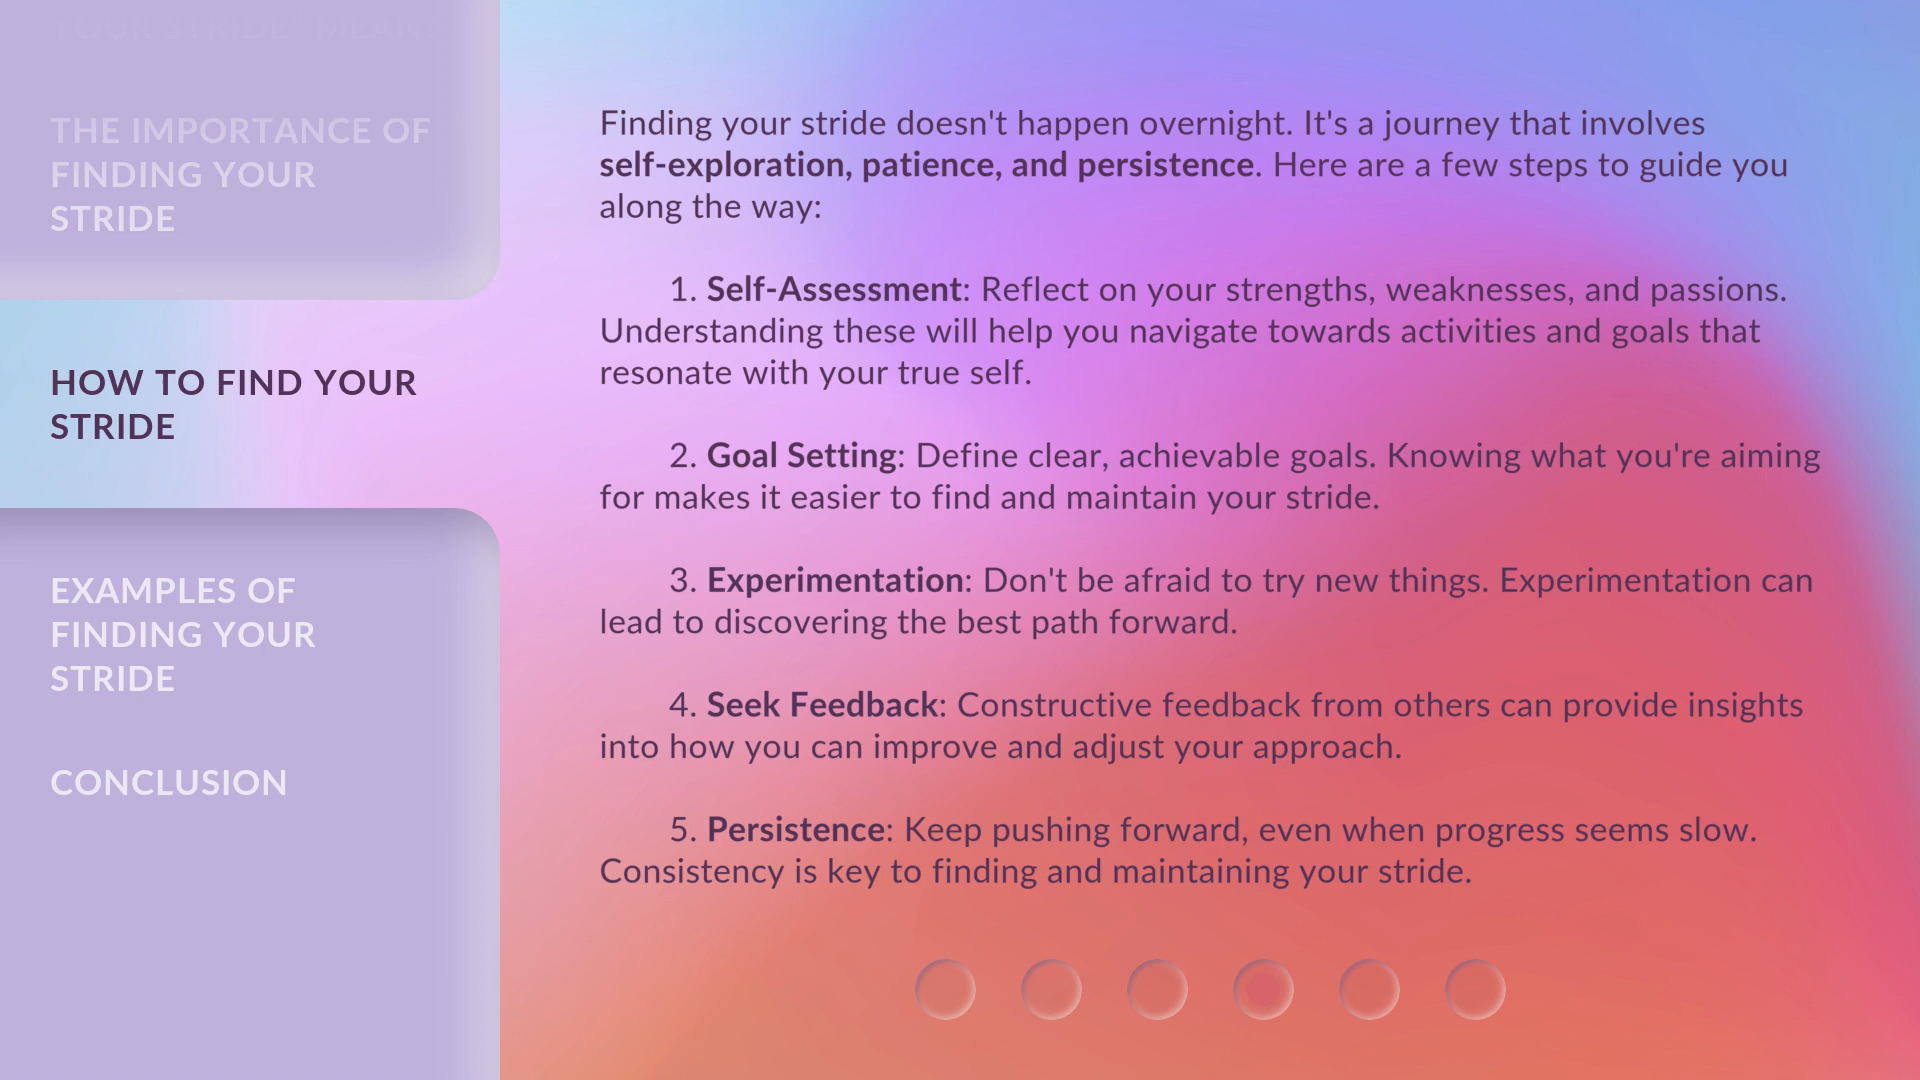 YOUR STRIDE" MEAN?
THE IMPORTANCE OF
FINDING YOUR
STRIDE
HOW TO FIND YOUR
STRIDE
EXAMPLES OF
FINDING YOUR
STRIDE
CONCLUSION
Finding your stride doesn't happen overnight. It's a journey that involves
self-exploration, patience, and persistence. Here are a few steps to guide you
along the way:
1. Self-Assessment: Reflect on your strengths, weaknesses, and passions.
Understanding these will help you navigate towards activities and goals that
resonate with your true self.
2. Goal Setting: Define clear, achievable goals. Knowing what you're aiming
for makes it easier to find and maintain your stride.
3. Experimentation: Don't be afraid to try new things. Experimentation can
lead to discovering the best path forward.
4. Seek Feedback: Constructive feedback from others can provide insights
into how you can improve and adjust your approach.
5. Persistence: Keep pushing forward, even when progress seems slow.
Consistency is key to finding and maintaining your stride.